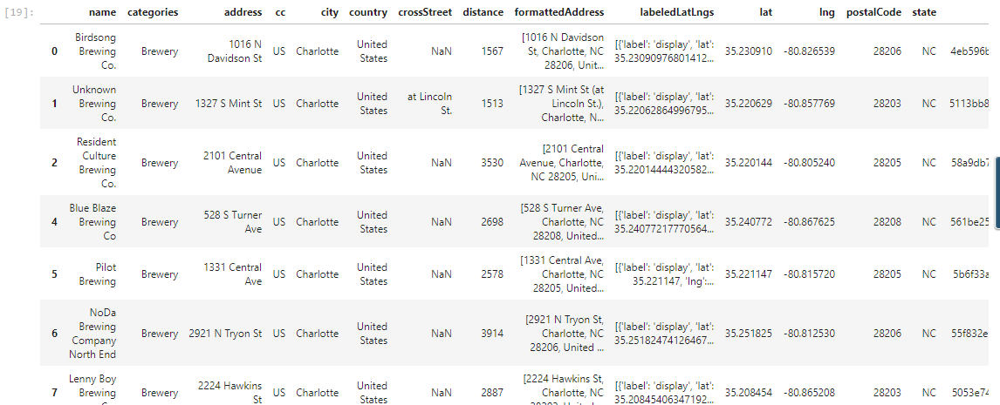 [19]:
name categories address cc city country crossStreet distance formattedAddress labeledLatLngs lat lng postalCode state
0 Birdsong Brewing Co. Brewery 1016 N Davidson St US Charlotte United States NaN 1567 [1016 N Davidson St, Charlotte, NC 28206, Unit... [{'label': 'display', 'lat': 35.23090976801412... 35.230910 -80.826539 28206 NC 4eb596b
1 Unknown Brewing Co. Brewery 1327 S Mint St US Charlotte United States at Lincoln St. 1513 [1327 S Mint St (at Lincoln St.), Charlotte, N... [{'label': 'display', 'lat': 35.22062864996795... 35.220629 -80.857769 28203 NC 5113bb8
2 Resident Culture Brewing Co. Brewery 2101 Central Avenue US Charlotte United States NaN 3530 [2101 Central Avenue, Charlotte, NC 28205, Uni... [{'label': 'display', 'lat': 35.22014444320582... 35.220144 -80.805240 28205 NC 58a9db7
4 Blue Blaze Brewing Co Brewery 528 S Turner Ave US Charlotte United States NaN 2698 [528 S Turner Ave, Charlotte, NC 28208, United... [{'label': 'display', 'lat': 35.24077217770564... 35.240772 -80.867625 28208 NC 561be25
5 Pilot Brewing Brewery 1331 Central Ave US Charlotte United States NaN 2578 [1331 Central Ave, Charlotte, NC 28205, United... [{'label': 'display', 'lat': 35.221147, 'lng':... 35.221147 -80.815720 28205 NC 5b6f33a
6 NoDa Brewing Company North End Brewery 2921 N Tryon St US Charlotte United States NaN 3914 [2921 N Tryon St, Charlotte, NC 28206, United ... [{'label': 'display', 'lat': 35.25182474126467... 35.251825 -80.812530 28206 NC 55f832e
7 Lenny Boy Brewing Brewery 2224 Hawkins St US Charlotte United States NaN 2887 [2224 Hawkins St, Charlotte, NC [{'label': 'display', 'lat': 35.20845406347192... 35.208454 -80.865208 28203 NC 5053e74